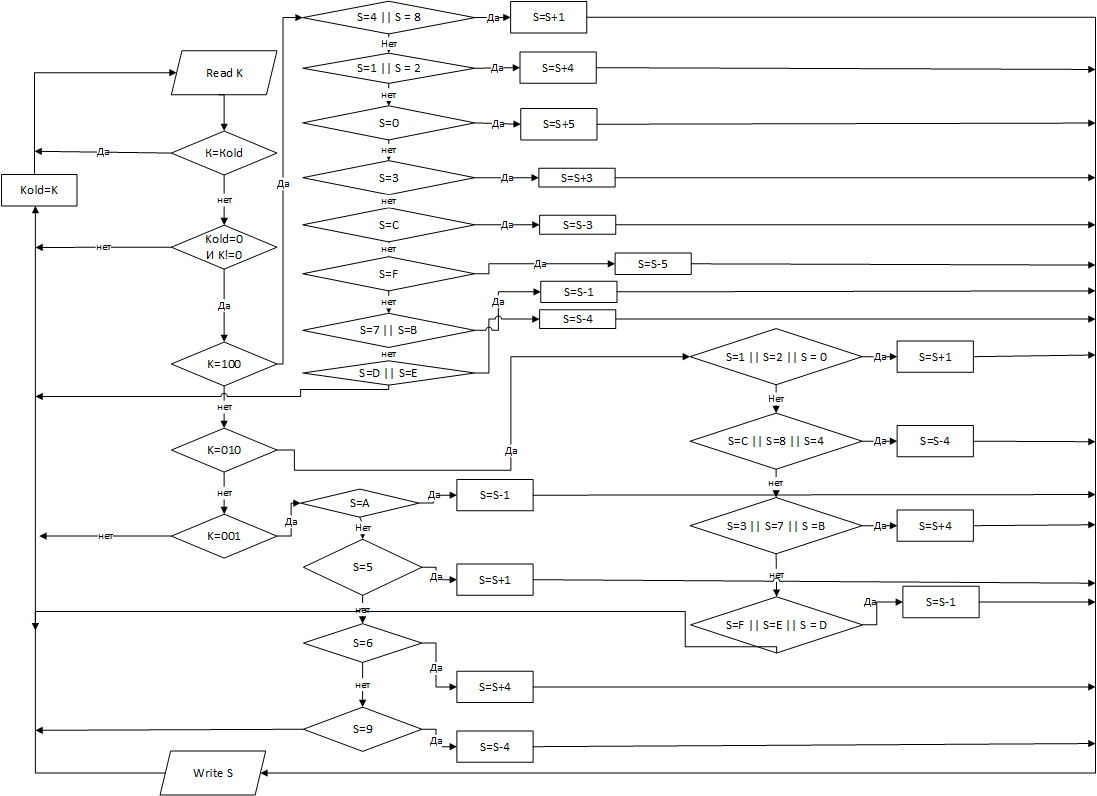 Read K
K=Kold
Да
Kold=K
нет
Kold=0
И K!=0
нет
Да
K=100
Да
нет
K=010
Да
нет
K=001
нет
Да
S=4 || S = 8
Да
S=S+1
Нет
S=1 || S = 2
Да
S=S+4
нет
S=0
Да
S=S+5
нет
S=3
Да
S=S+3
нет
S=C
Да
S=S-3
нет
S=F
Да
S=S-5
нет
S=7 || S=B
Да
S=S-1
нет
S=D || S=E
S=S-4
S=1 || S=2 || S = 0
Да
S=S+1
Нет
S=C || S=8 || S=4
Да
S=S-4
нет
S=3 || S=7 || S =B
Да
S=S+4
нет
S=F || S=E || S = D
Да
S=S-1
S=A
Да
S=S-1
Нет
S=5
Да
S=S+1
нет
S=6
Да
S=S+4
нет
S=9
Да
S=S-4
Write S